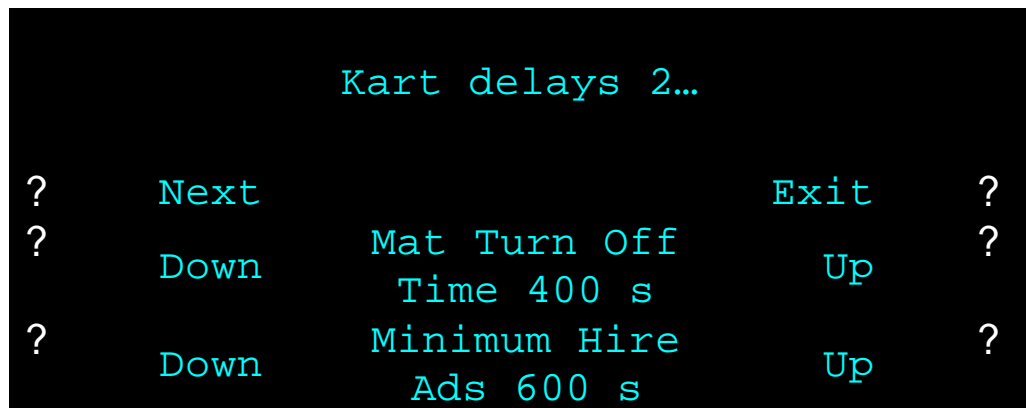 Kart delays 2…
? Next Exit ?
? Down Mat Turn Off Time 400 s Up ?
? Down Minimum Hire Ads 600 s Up ?